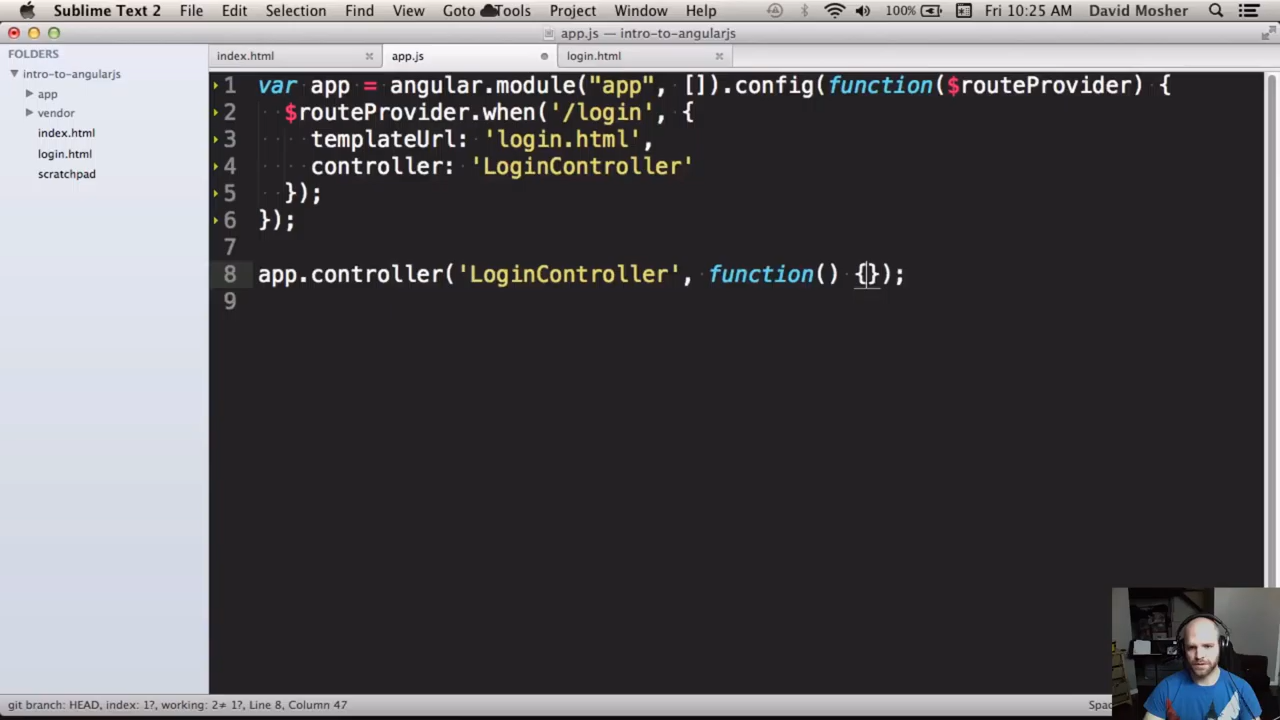 Sublime Text 2 File Edit Selection Find View Goto Tools Project Window Help 100% Fri 10:25 AM David Mosher
app.js — intro-to-angularjs
FOLDERS
intro-to-angularjs
app
vendor
index.html
login.html
scratchpad
index.html app.js login.html
1 var app = angular.module("app", []).config(function($routeProvider) {
2 $routeProvider.when('/login', {
3 templateUrl: 'login.html',
4 controller: 'LoginController'
5 });
6 });
7
8 app.controller('LoginController', function() {});
9
git branch: HEAD, index: 1?, working: 2≠ 1?, Line 8, Column 47